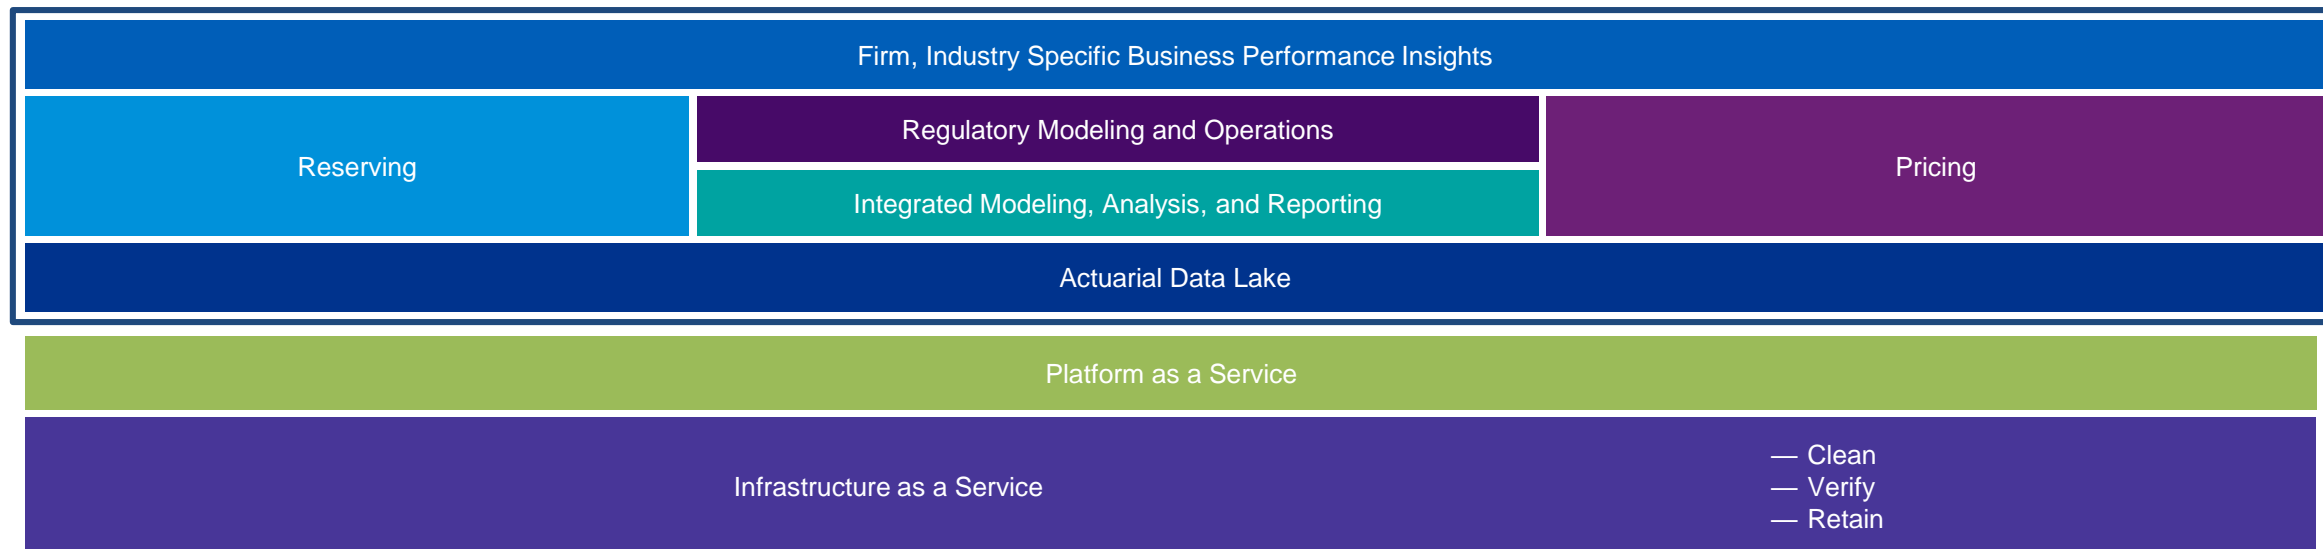 Firm, Industry Specific Business Performance Insights
Reserving
Regulatory Modeling and Operations
Integrated Modeling, Analysis, and Reporting
Pricing
Actuarial Data Lake
Platform as a Service
Infrastructure as a Service
— Clean
— Verify
— Retain